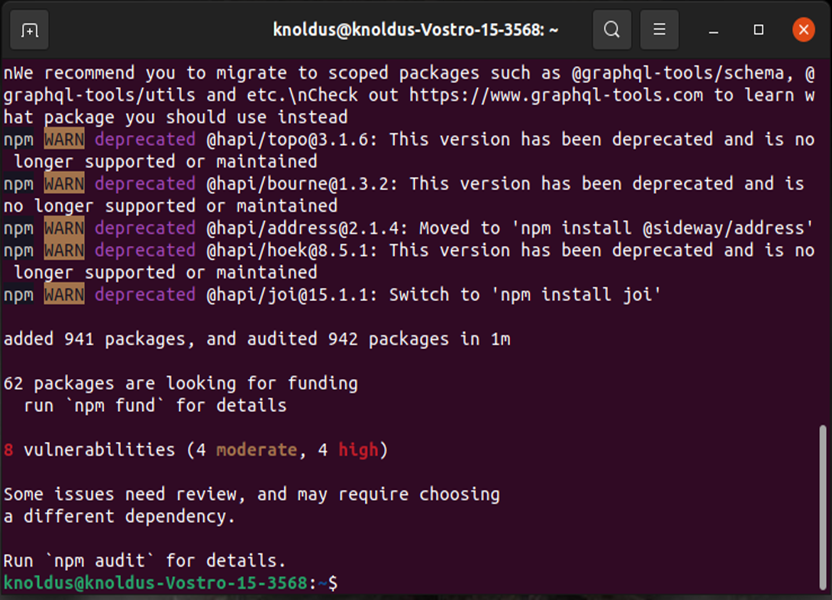 knoldus@knoldus-Vostro-15-3568: ~
nWe recommend you to migrate to scoped packages such as @graphql-tools/schema, @
graphql-tools/utils and etc.\nCheck out https://www.graphql-tools.com to learn w
hat package you should use instead
npm WARN deprecated @hapi/topo@3.1.6: This version has been deprecated and is no
 longer supported or maintained
npm WARN deprecated @hapi/bourne@1.3.2: This version has been deprecated and is
no longer supported or maintained
npm WARN deprecated @hapi/address@2.1.4: Moved to 'npm install @sideway/address'
npm WARN deprecated @hapi/hoek@8.5.1: This version has been deprecated and is no
 longer supported or maintained
npm WARN deprecated @hapi/joi@15.1.1: Switch to 'npm install joi'
added 941 packages, and audited 942 packages in 1m
62 packages are looking for funding
  run `npm fund` for details
8 vulnerabilities (4 moderate, 4 high)
Some issues need review, and may require choosing
a different dependency.
Run `npm audit` for details.
knoldus@knoldus-Vostro-15-3568:~$